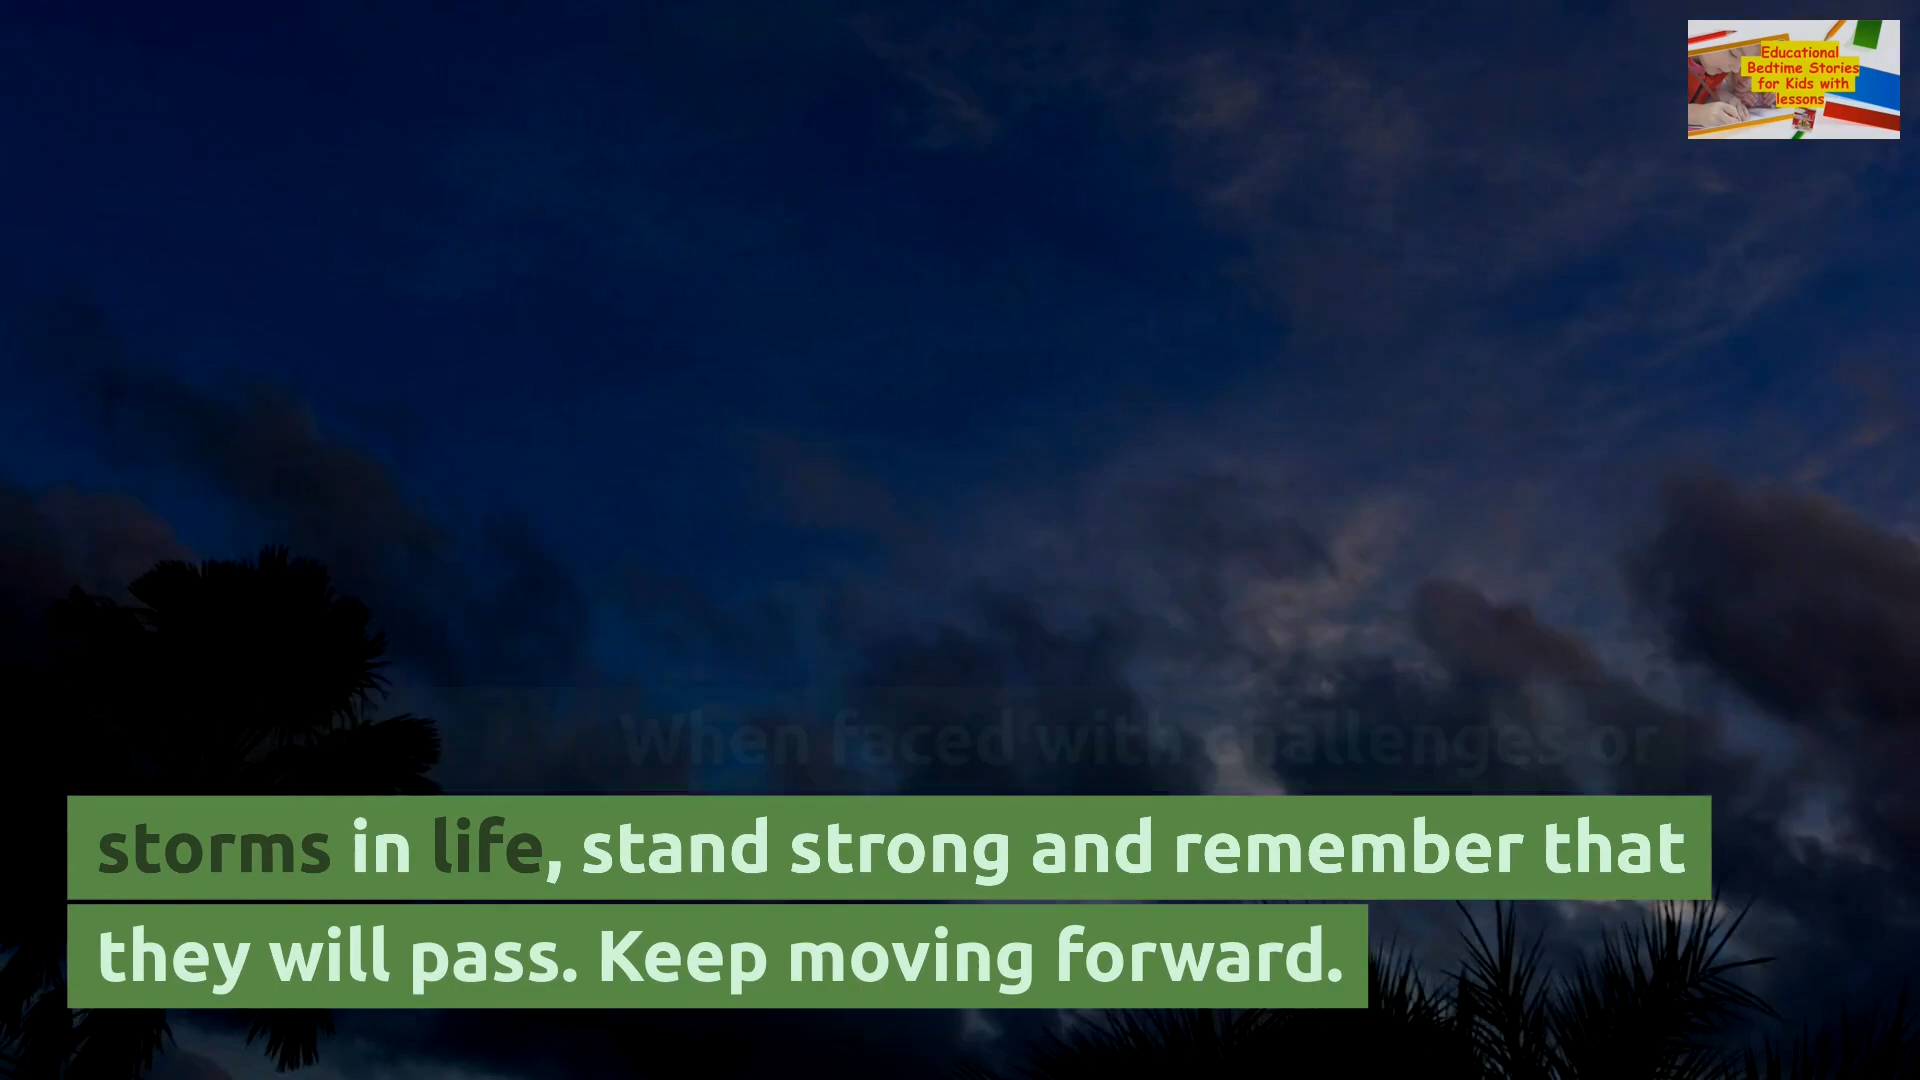 Educational
Bedtime Stories
for Kids with
lessons
When faced with challenges or
storms in life, stand strong and remember that
they will pass. Keep moving forward.